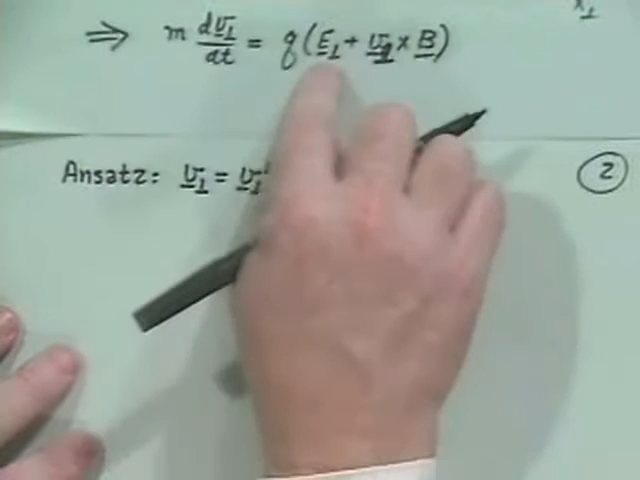 x⊥
⇒ m dv⊥/dt = q(E⊥ + v⊥ × B)
Ansatz: v⊥ = v⊥'
2